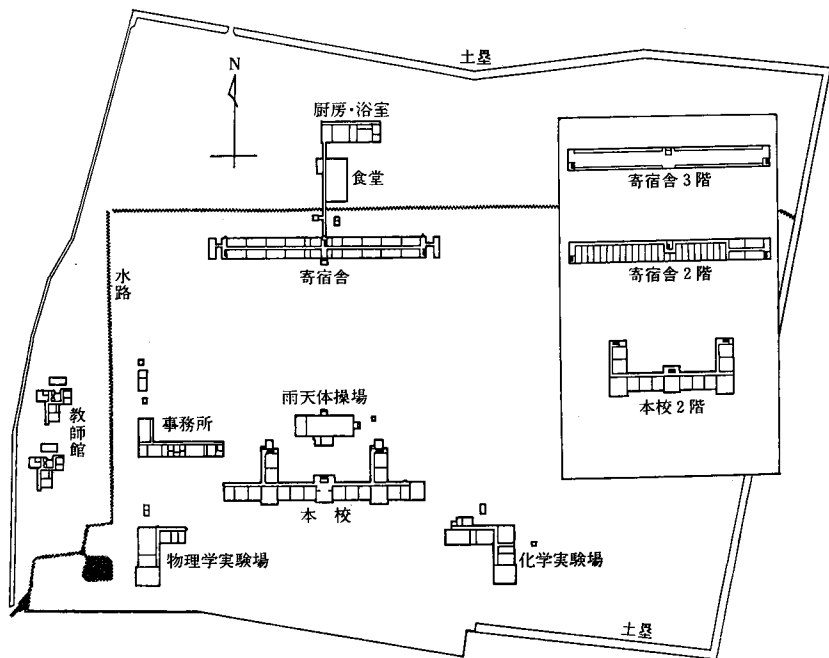 土塁
N
厨房・浴室
食堂
寄宿舎3階
寄宿舎
寄宿舎2階
水路
本校2階
雨天体操場
教師館
事務所
本校
物理学実験場
化学実験場
土塁